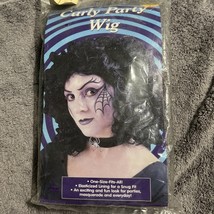 Curly Party
Wig
• One-Size-Fits-All!
• Elasticized Lining for a Snug Fit
• An exciting and fun look for parties,
masquerade and everyday!